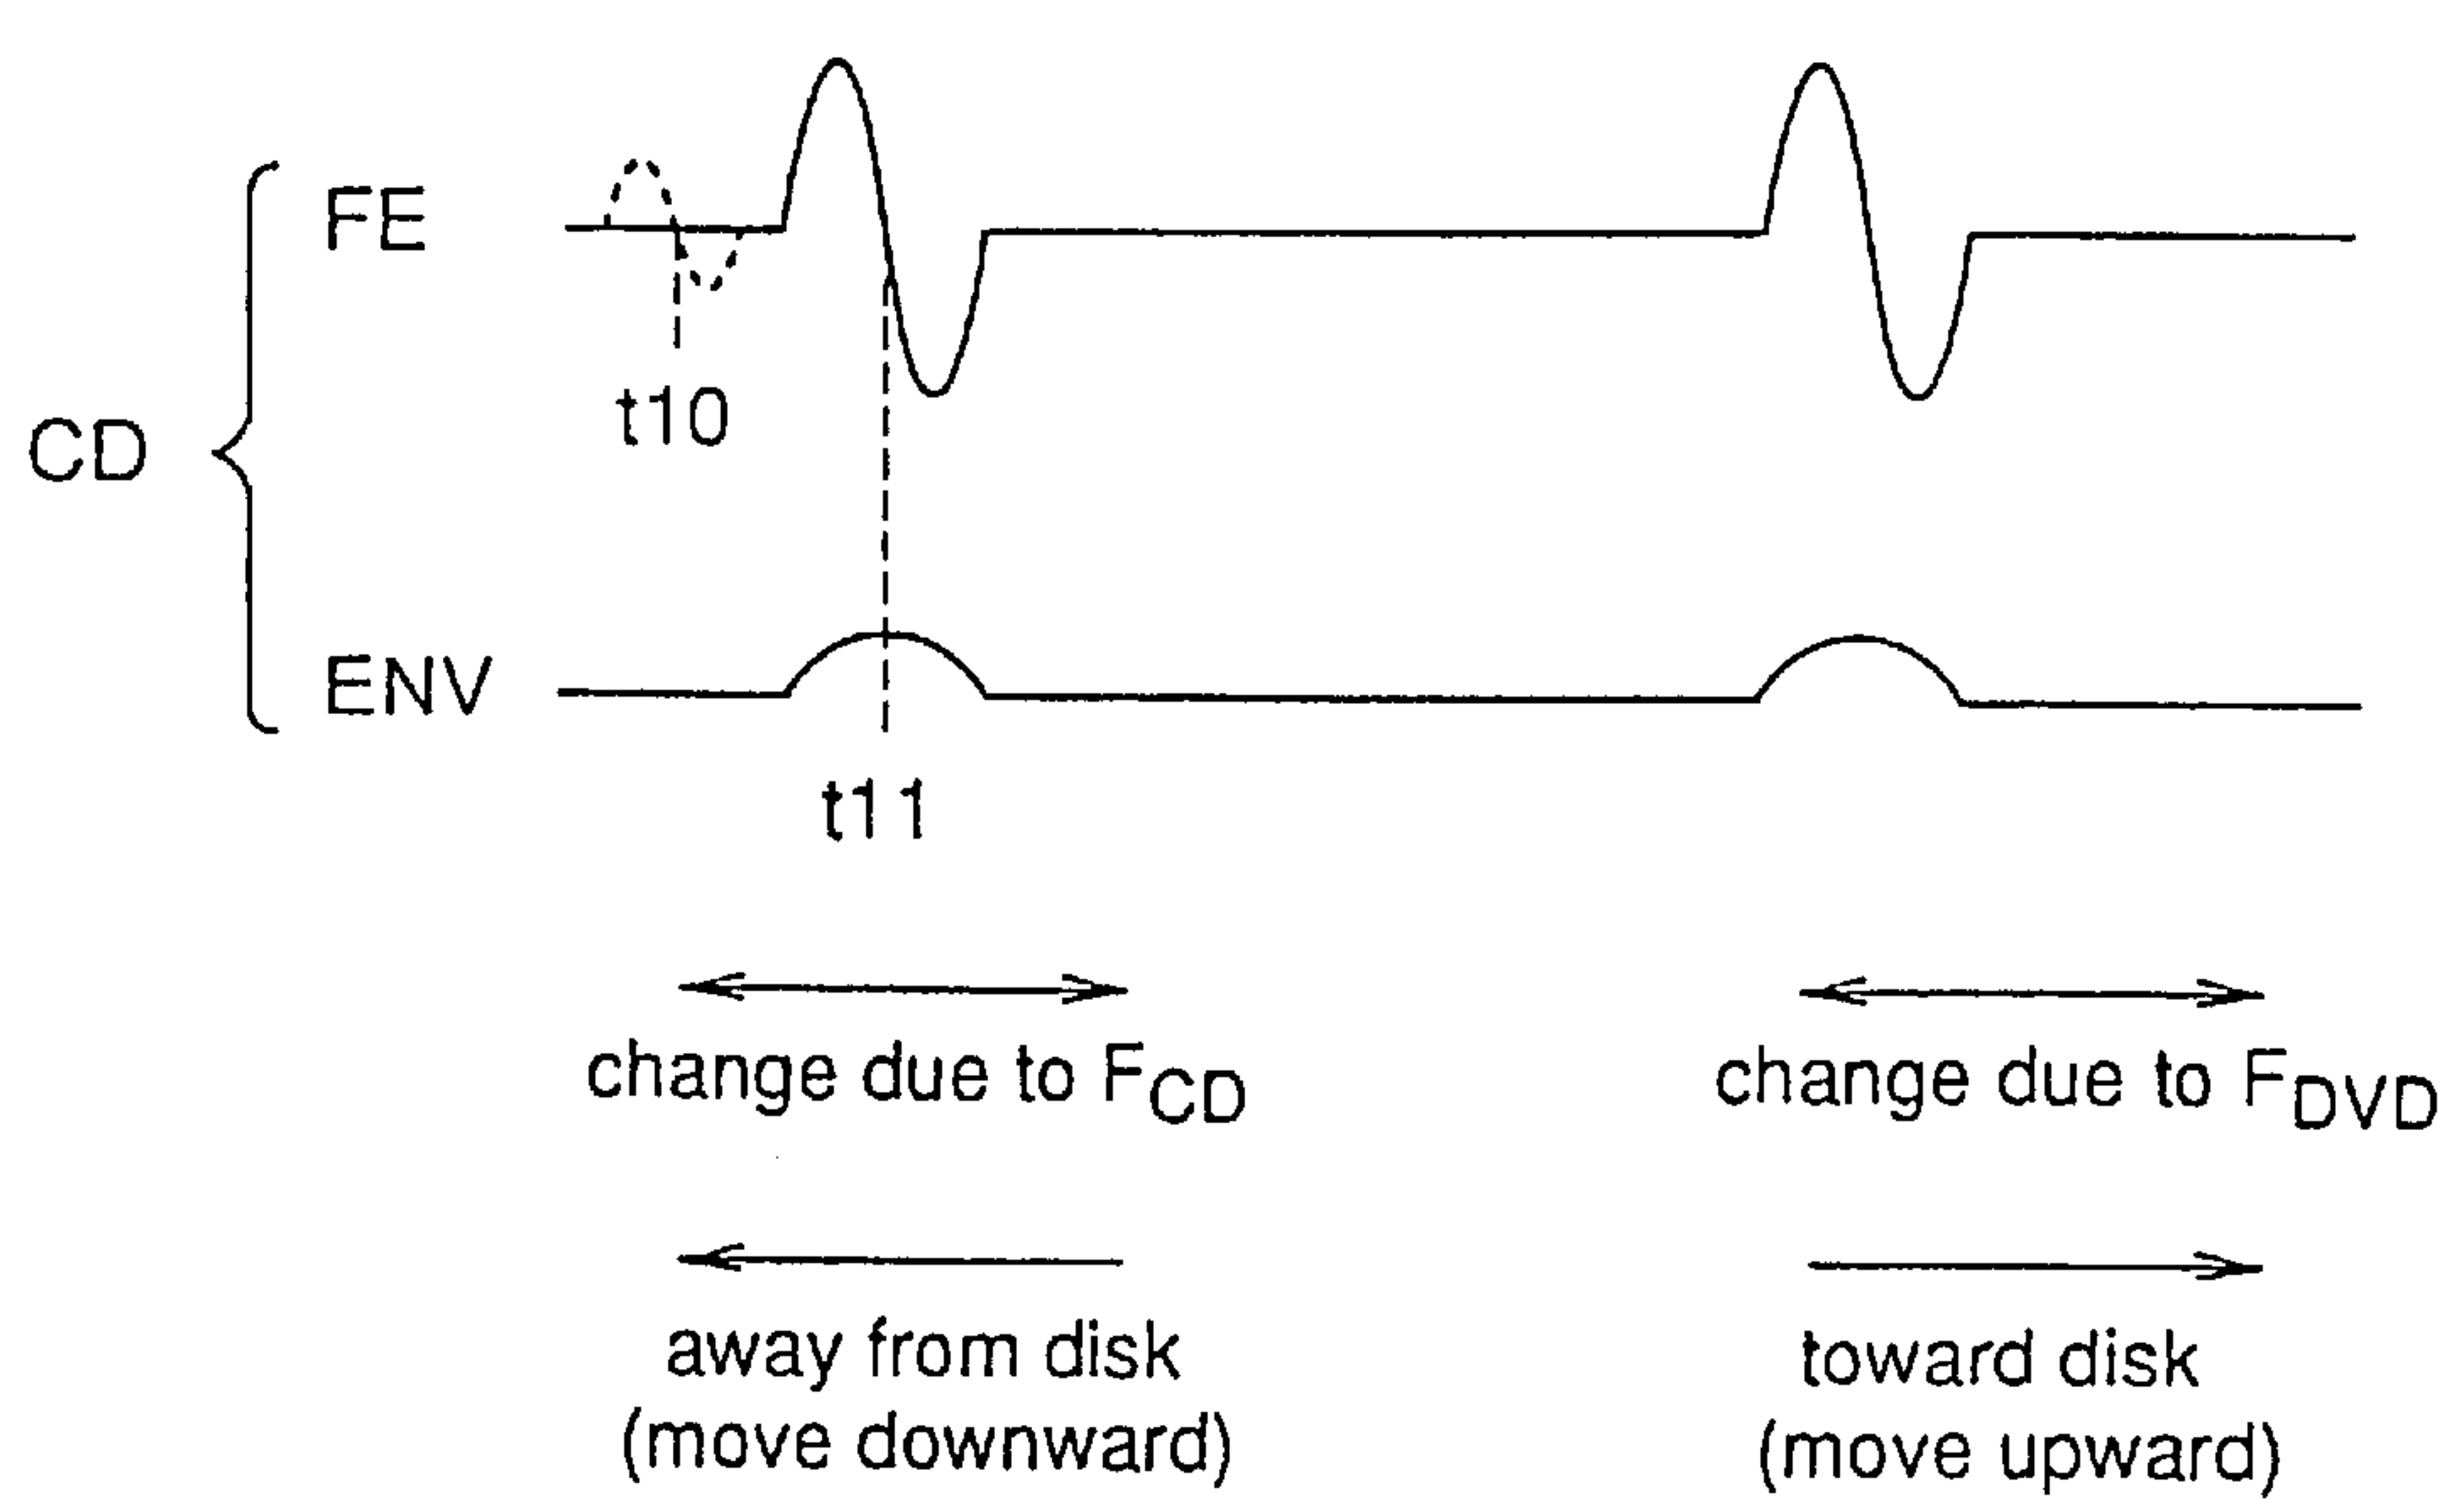 FE
t10
CD
ENV
t11
change due to FCD
change due to FDVD
away from disk
(move downward)
toward disk
(move upward)